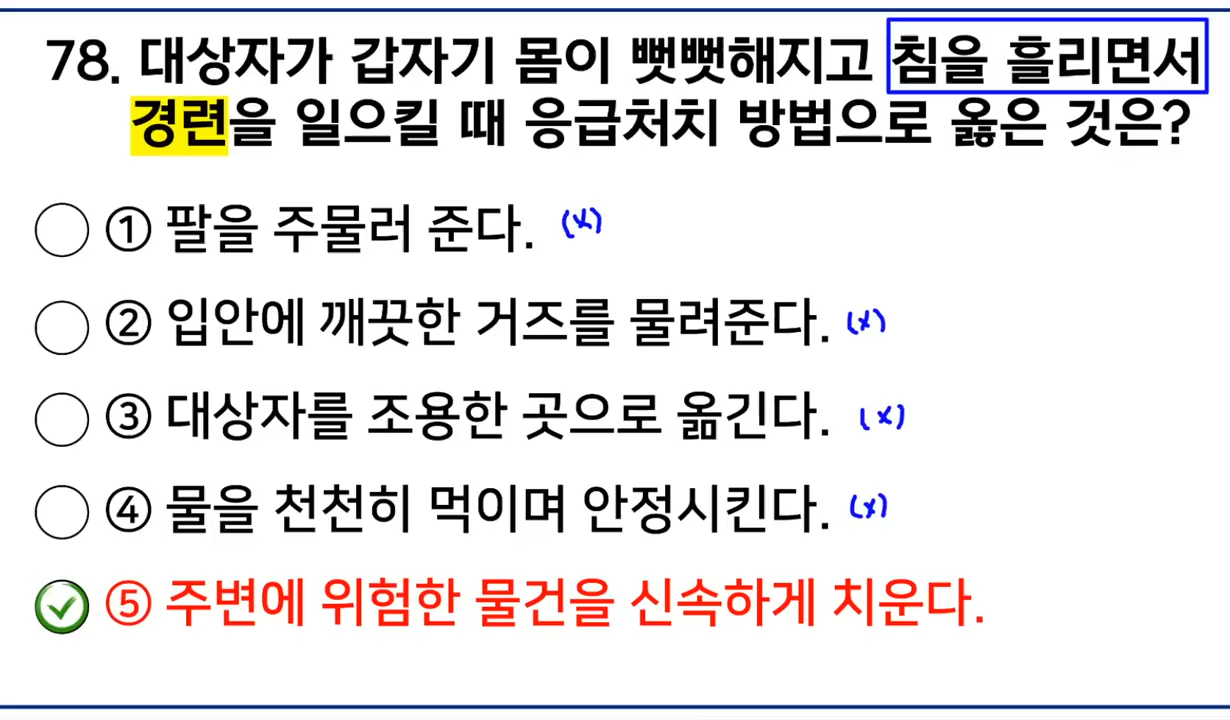 78. 대상자가 갑자기 몸이 뻣뻣해지고 침을 흘리면서
경련을 일으킬 때 응급처치 방법으로 옳은 것은?
① 팔을 주물러 준다. (x)
② 입안에 깨끗한 거즈를 물려준다. (x)
③ 대상자를 조용한 곳으로 옮긴다. (x)
④ 물을 천천히 먹이며 안정시킨다. (x)
⑤ 주변에 위험한 물건을 신속하게 치운다.